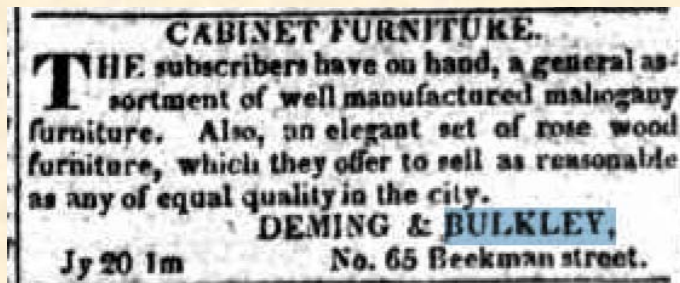 CABINET FURNITURE.
THE subscribers have on hand, a general as-
sortment of well manufactured mahogany
furniture. Also, an elegant set of rose wood
furniture, which they offer to sell as reasonable
as any of equal quality in the city.
DEMING & BULKLEY,
Jy 20 1m No. 65 Beekman street.